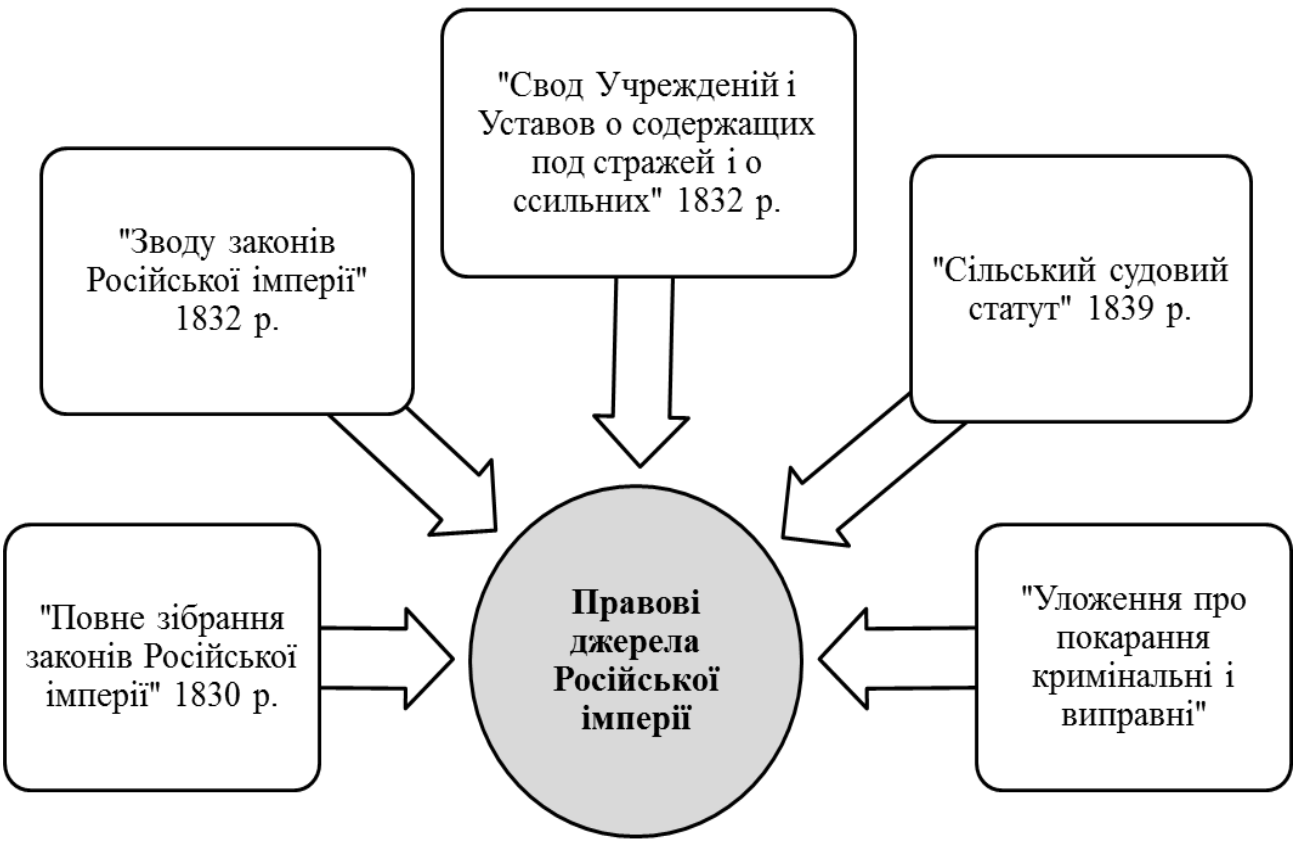 "Свод Учрежденій і
Уставов о содержащих
под стражей і о
ссильних" 1832 р.
"Зводу законів
Російської імперії"
1832 р.
"Сільський судовий
статут" 1839 р.
"Повне зібрання
законів Російської
імперії" 1830 р.
Правові
джерела
Російської
імперії
"Уложення про
покарання
кримінальні і
виправні"